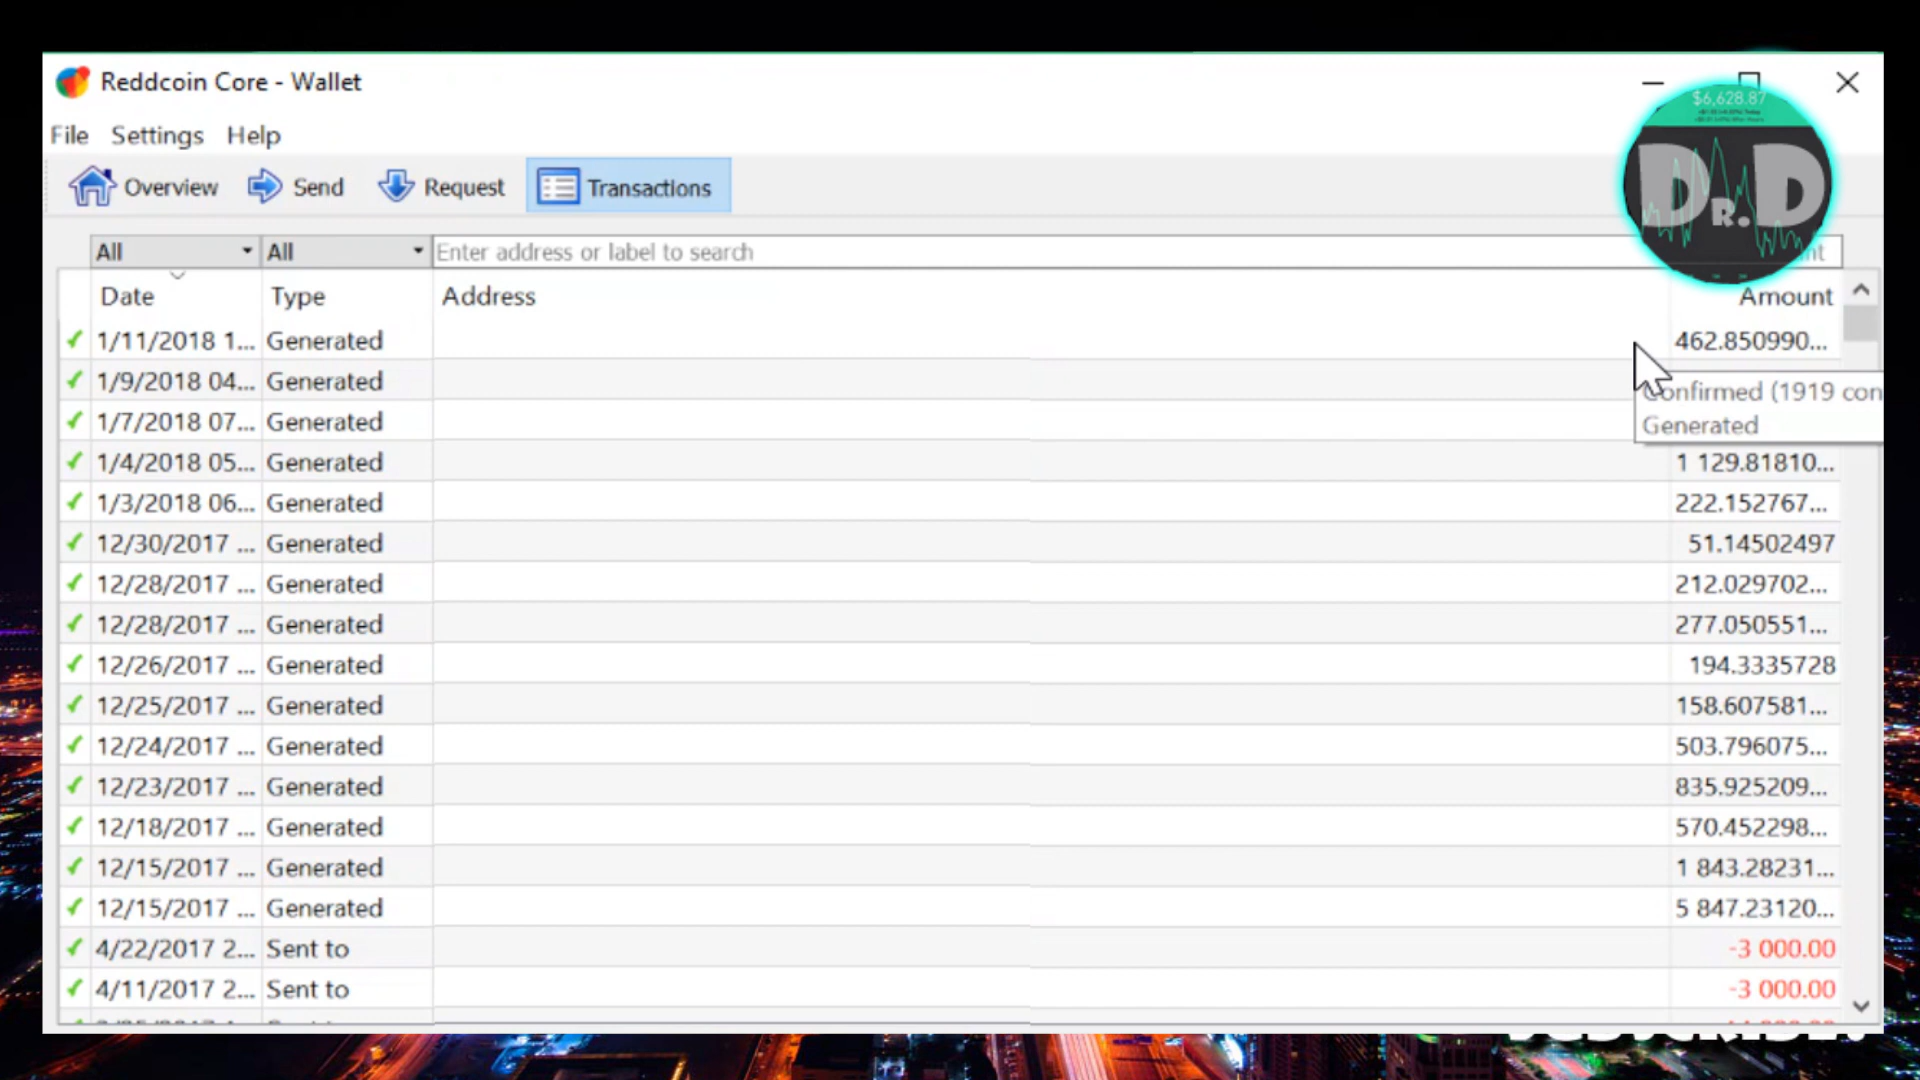 Reddcoin Core - Wallet
File Settings Help
Overview Send Request Transactions
$6,628.87
DR.D
All All Enter address or label to search
Date Type Address Amount
1/11/2018 1... Generated 462.850990...
1/9/2018 04... Generated
Confirmed (1919 con
1/7/2018 07... Generated
Generated
1/4/2018 05... Generated 1 129.81810...
1/3/2018 06... Generated 222.152767...
12/30/2017 ... Generated 51.14502497
12/28/2017 ... Generated 212.029702...
12/28/2017 ... Generated 277.050551...
12/26/2017 ... Generated 194.3335728
12/25/2017 ... Generated 158.607581...
12/24/2017 ... Generated 503.796075...
12/23/2017 ... Generated 835.925209...
12/18/2017 ... Generated 570.452298...
12/15/2017 ... Generated 1 843.28231...
12/15/2017 ... Generated 5 847.23120...
4/22/2017 2... Sent to -3 000.00
4/11/2017 2... Sent to -3 000.00